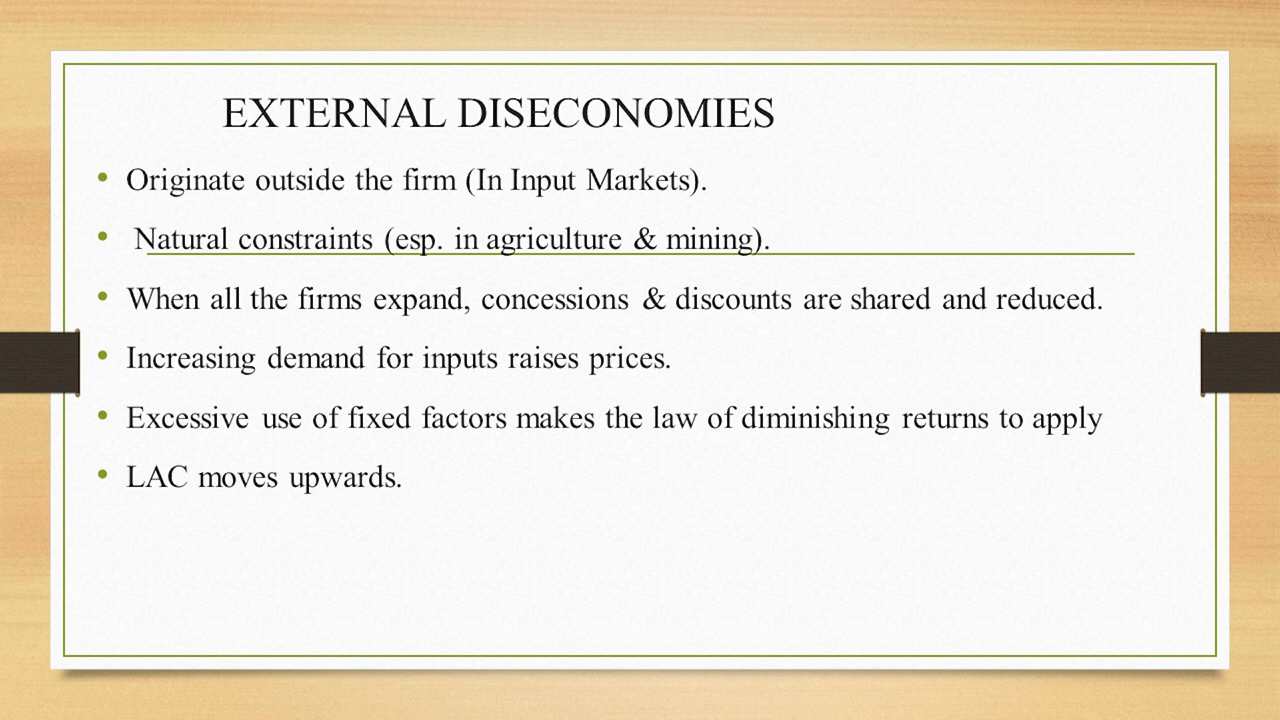 EXTERNAL DISECONOMIES
• Originate outside the firm (In Input Markets).
• Natural constraints (esp. in agriculture & mining).
• When all the firms expand, concessions & discounts are shared and reduced.
• Increasing demand for inputs raises prices.
• Excessive use of fixed factors makes the law of diminishing returns to apply
• LAC moves upwards.